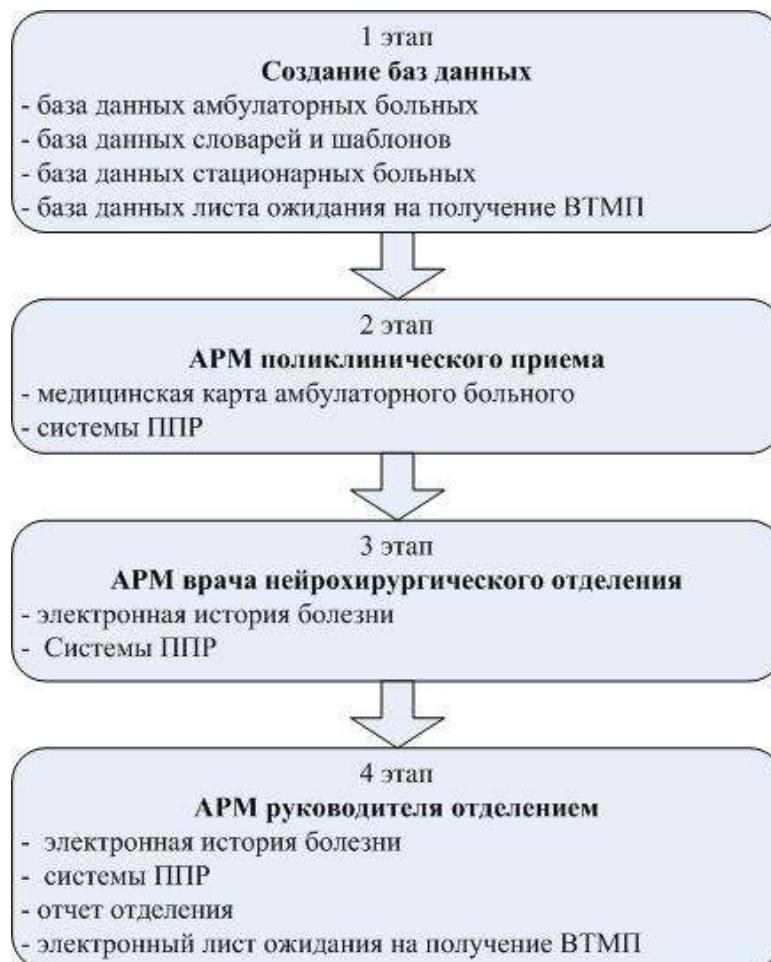 1 этап
Создание баз данных
- база данных амбулаторных больных
- база данных словарей и шаблонов
- база данных стационарных больных
- база данных листа ожидания на получение ВТМП
2 этап
АРМ поликлинического приема
- медицинская карта амбулаторного больного
- системы ППР
3 этап
АРМ врача нейрохирургического отделения
- электронная история болезни
- Системы ППР
4 этап
АРМ руководителя отделением
- электронная история болезни
- системы ППР
- отчет отделения
- электронный лист ожидания на получение ВТМП